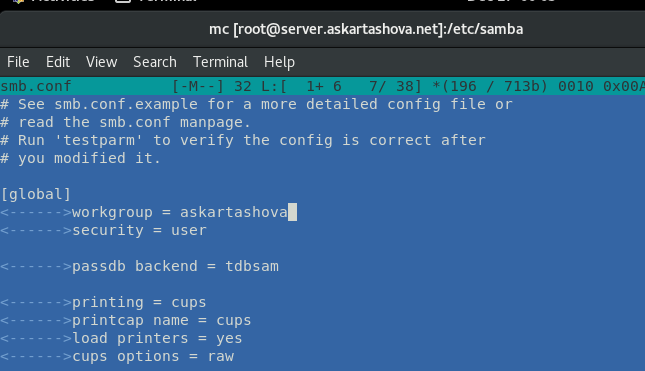 mc [root@server.askartashova.net]:/etc/samba
File Edit View Search Terminal Help
smb.conf [-M--] 32 L:[ 1+ 6 7/ 38] *(196 / 713b) 0010 0x00A
# See smb.conf.example for a more detailed config file or
# read the smb.conf manpage.
# Run 'testparm' to verify the config is correct after
# you modified it.
[global]
<------>workgroup = askartashova
<------>security = user
<------>passdb backend = tdbsam
<------>printing = cups
<------>printcap name = cups
<------>load printers = yes
<------>cups options = raw